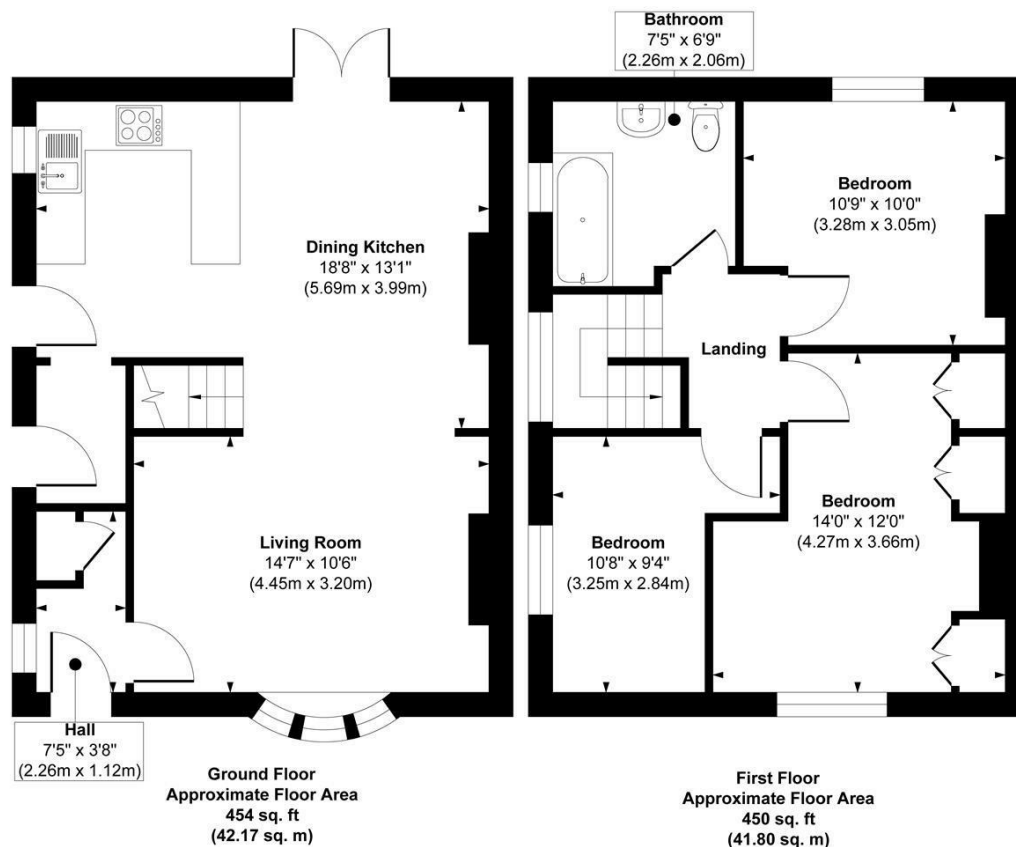 Bathroom
7'5" x 6'9"
(2.26m x 2.06m)
Dining Kitchen
18'8" x 13'1"
(5.69m x 3.99m)
Bedroom
10'9" x 10'0"
(3.28m x 3.05m)
Landing
Living Room
14'7" x 10'6"
(4.45m x 3.20m)
Bedroom
10'8" x 9'4"
(3.25m x 2.84m)
Bedroom
14'0" x 12'0"
(4.27m x 3.66m)
Hall
7'5" x 3'8"
(2.26m x 1.12m)
Ground Floor
Approximate Floor Area
454 sq. ft
(42.17 sq. m)
First Floor
Approximate Floor Area
450 sq. ft
(41.80 sq. m)